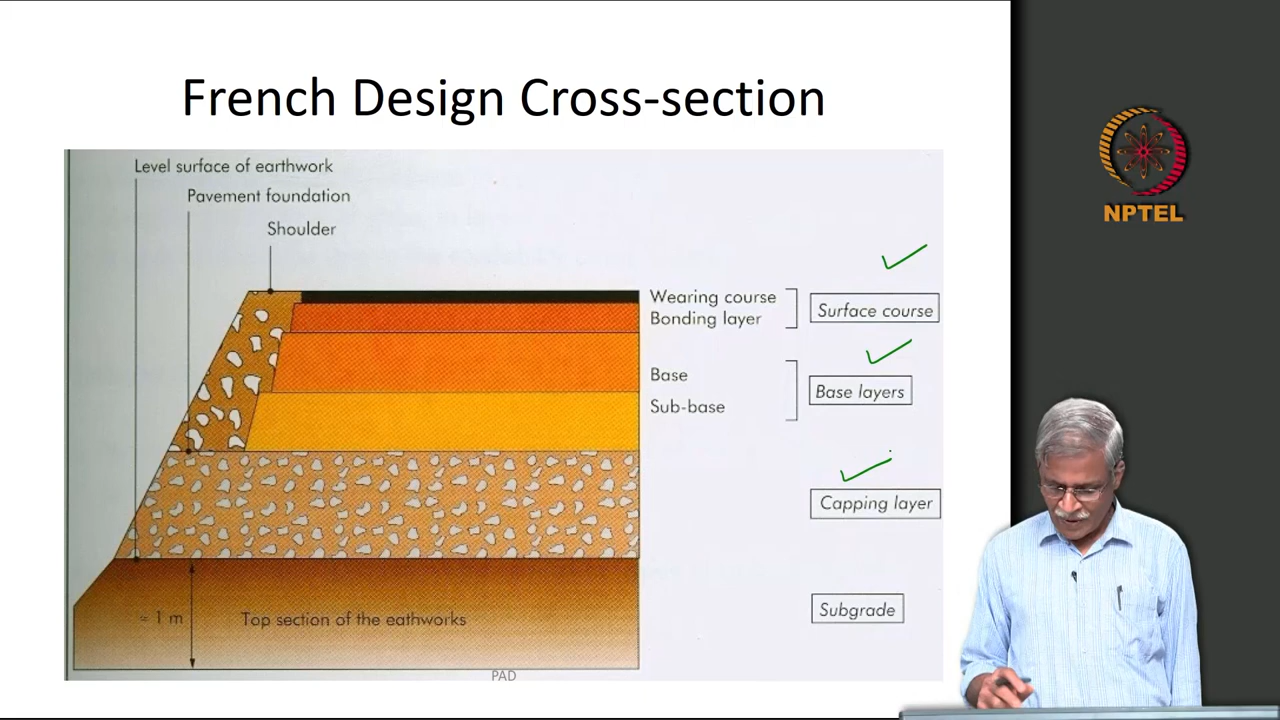 French Design Cross-section
NPTEL
Level surface of earthwork
Pavement foundation
Shoulder
Wearing course
Bonding layer
Surface course
Base
Sub-base
Base layers
Capping layer
≈ 1 m
Top section of the eathworks
Subgrade
PAD